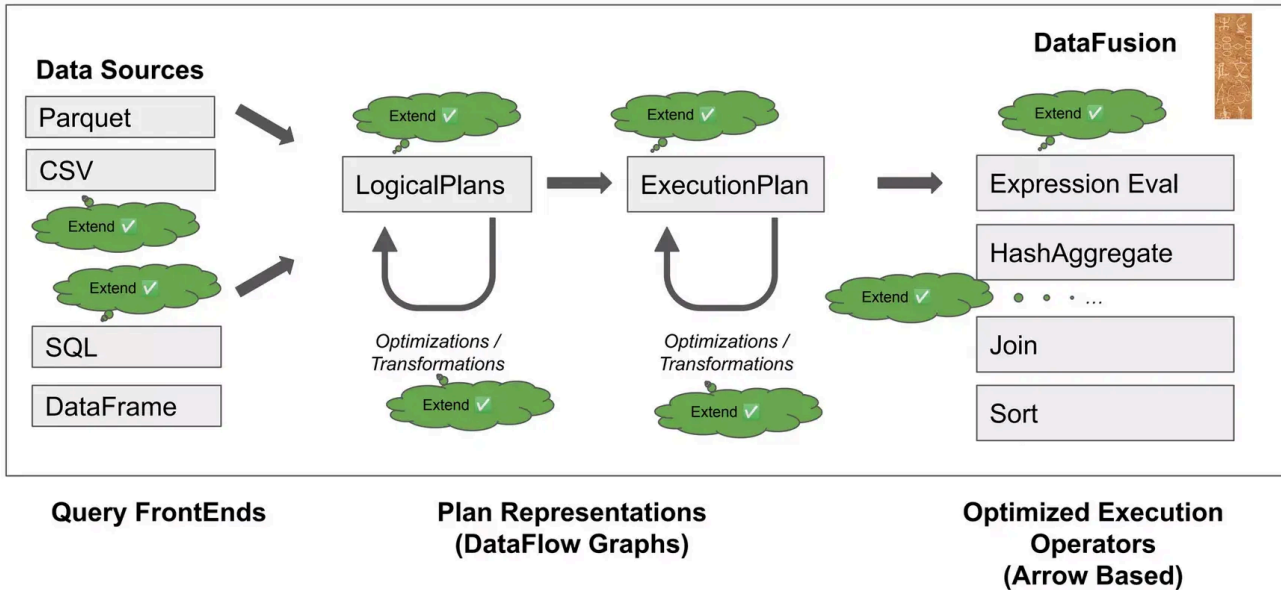 DataFusion
Data Sources
Parquet
CSV
Extend ✅
Extend ✅
SQL
DataFrame
Extend ✅
LogicalPlans
Optimizations /
Transformations
Extend ✅
Extend ✅
ExecutionPlan
Optimizations /
Transformations
Extend ✅
Extend ✅
Expression Eval
HashAggregate
Extend ✅
...
Join
Sort
Query FrontEnds
Plan Representations
(DataFlow Graphs)
Optimized Execution
Operators
(Arrow Based)